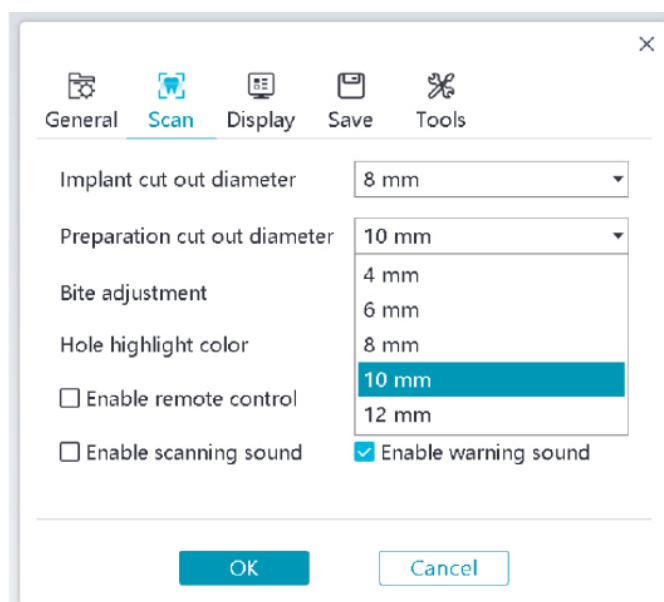 General Scan Display Save Tools
Implant cut out diameter 8 mm
Preparation cut out diameter 10 mm
4 mm
Bite adjustment
6 mm
Hole highlight color 8 mm
10 mm
Enable remote control
12 mm
Enable scanning sound Enable warning sound
OK Cancel